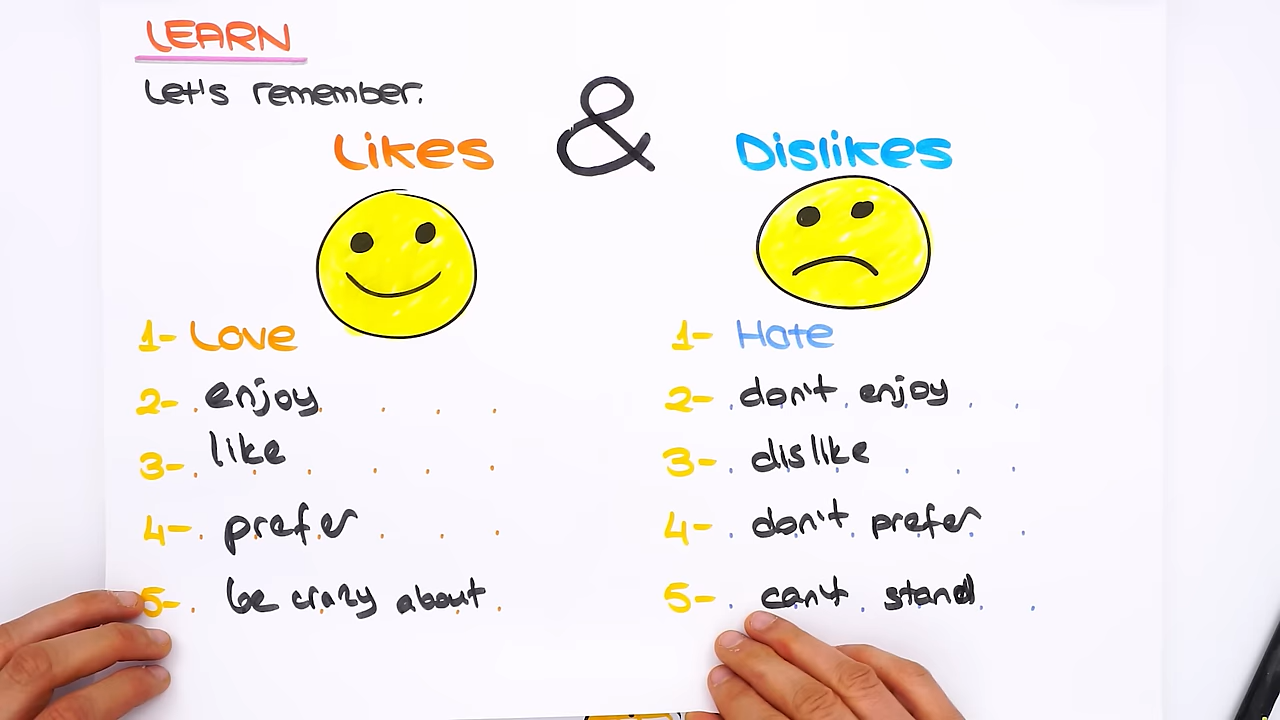 LEARN
Let's remember.
Likes & Dislikes
1- Love
2- enjoy
3- like
4- prefer
5- be crazy about
1- Hate
2- don't enjoy
3- dislike
4- don't prefer
5- can't stand